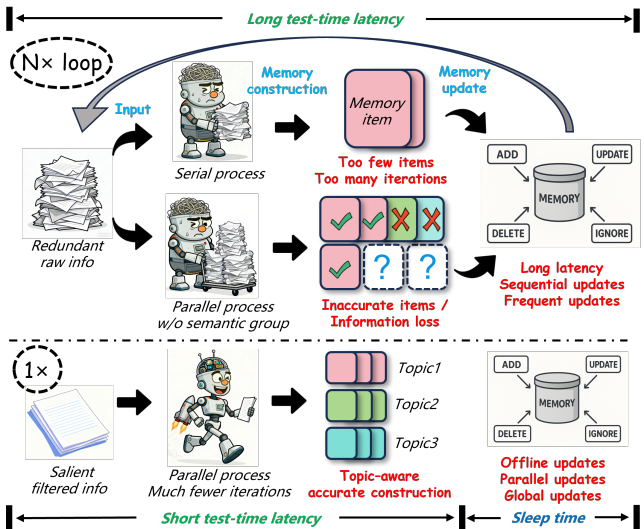 Long test-time latency
N× loop
Input
Memory
construction
Memory
update
Memory
item
Serial process
Too few items
Too many iterations
Redundant
raw info
Parallel process
w/o semantic group
? ?
Inaccurate items /
Information loss
ADD
UPDATE
MEMORY
DELETE
IGNORE
Long latency
Sequential updates
Frequent updates
1×
Salient
filtered info
Parallel process
Much fewer iterations
Topic1
Topic2
Topic3
Topic-aware
accurate construction
ADD
UPDATE
MEMORY
DELETE
IGNORE
Offline updates
Parallel updates
Global updates
Short test-time latency
Sleep time